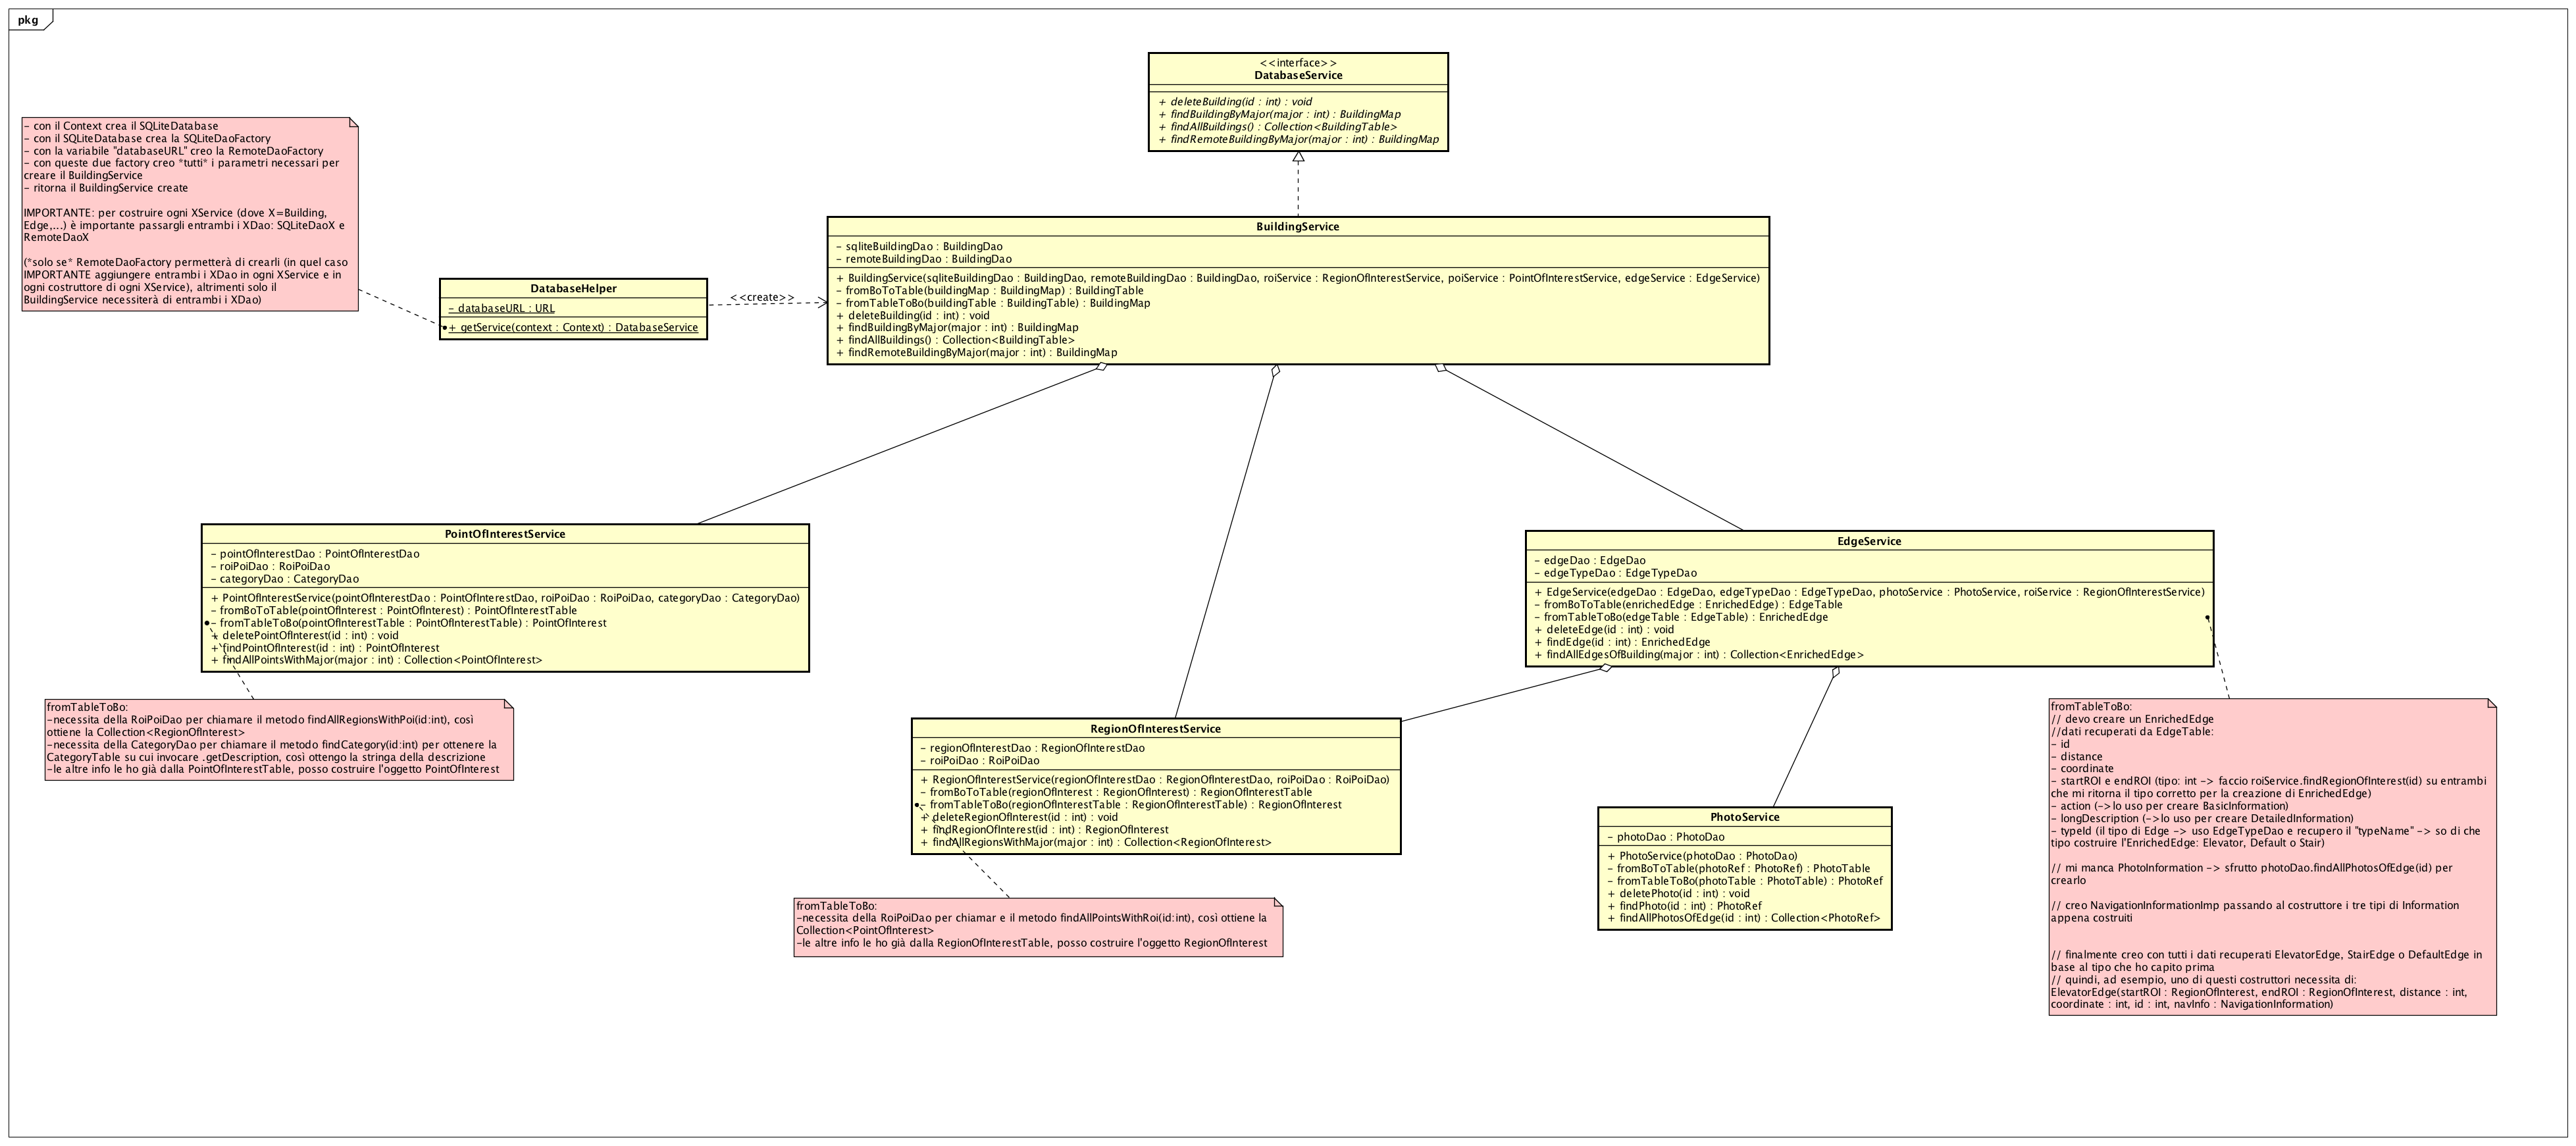 pkg
<<interface>>
DatabaseService
+ deleteBuilding(id : int) : void
+ findBuildingByMajor(major : int) : BuildingMap
+ findAllBuildings() : Collection<BuildingTable>
+ findRemoteBuildingByMajor(major : int) : BuildingMap
- con il Context crea il SQLiteDatabase
- con il SQLiteDatabase crea la SQLiteDaoFactory
- con la variabile "databaseURL" creo la RemoteDaoFactory
- con queste due factory creo *tutti* i parametri necessari per
creare il BuildingService
- ritorna il BuildingService create
IMPORTANTE: per costruire ogni XService (dove X=Building,
Edge,...) è importante passargli entrambi i XDao: SQLiteDaoX e
RemoteDaoX
(*solo se* RemoteDaoFactory permetterà di crearli (in quel caso
IMPORTANTE aggiungere entrambi i XDao in ogni XService e in
ogni costruttore di ogni XService), altrimenti solo il
BuildingService necessiterà di entrambi i XDao)
DatabaseHelper
- databaseURL : URL
+ getService(context : Context) : DatabaseService
<<create>>
BuildingService
- sqliteBuildingDao : BuildingDao
- remoteBuildingDao : BuildingDao
+ BuildingService(sqliteBuildingDao : BuildingDao, remoteBuildingDao : BuildingDao, roiService : RegionOfInterestService, poiService : PointOfInterestService, edgeService : EdgeService)
- fromBoToTable(buildingMap : BuildingMap) : BuildingTable
- fromTableToBo(buildingTable : BuildingTable) : BuildingMap
+ deleteBuilding(id : int) : void
+ findBuildingByMajor(major : int) : BuildingMap
+ findAllBuildings() : Collection<BuildingTable>
+ findRemoteBuildingByMajor(major : int) : BuildingMap
PointOfInterestService
- pointOfInterestDao : PointOfInterestDao
- roiPoiDao : RoiPoiDao
- categoryDao : CategoryDao
+ PointOfInterestService(pointOfInterestDao : PointOfInterestDao, roiPoiDao : RoiPoiDao, categoryDao : CategoryDao)
- fromBoToTable(pointOfInterest : PointOfInterest) : PointOfInterestTable
- fromTableToBo(pointOfInterestTable : PointOfInterestTable) : PointOfInterest
+ deletePointOfInterest(id : int) : void
+ findPointOfInterest(id : int) : PointOfInterest
+ findAllPointsWithMajor(major : int) : Collection<PointOfInterest>
fromTableToBo:
-necessita della RoiPoiDao per chiamare il metodo findAllRegionsWithPoi(id:int), così
ottiene la Collection<RegionOfInterest>
-necessita della CategoryDao per chiamare il metodo findCategory(id:int) per ottenere la
CategoryTable su cui invocare .getDescription, così ottengo la stringa della descrizione
-le altre info le ho già dalla PointOfInterestTable, posso costruire l'oggetto PointOfInterest
EdgeService
- edgeDao : EdgeDao
- edgeTypeDao : EdgeTypeDao
+ EdgeService(edgeDao : EdgeDao, edgeTypeDao : EdgeTypeDao, photoService : PhotoService, roiService : RegionOfInterestService)
- fromBoToTable(enrichedEdge : EnrichedEdge) : EdgeTable
- fromTableToBo(edgeTable : EdgeTable) : EnrichedEdge
+ deleteEdge(id : int) : void
+ findEdge(id : int) : EnrichedEdge
+ findAllEdgesOfBuilding(major : int) : Collection<EnrichedEdge>
RegionOfInterestService
- regionOfInterestDao : RegionOfInterestDao
- roiPoiDao : RoiPoiDao
+ RegionOfInterestService(regionOfInterestDao : RegionOfInterestDao, roiPoiDao : RoiPoiDao)
- fromBoToTable(regionOfInterest : RegionOfInterest) : RegionOfInterestTable
- fromTableToBo(regionOfInterestTable : RegionOfInterestTable) : RegionOfInterest
+ deleteRegionOfInterest(id : int) : void
+ findRegionOfInterest(id : int) : RegionOfInterest
+ findAllRegionsWithMajor(major : int) : Collection<RegionOfInterest>
fromTableToBo:
-necessita della RoiPoiDao per chiamar e il metodo findAllPointsWithRoi(id:int), così ottiene la
Collection<PointOfInterest>
-le altre info le ho già dalla RegionOfInterestTable, posso costruire l'oggetto RegionOfInterest
PhotoService
- photoDao : PhotoDao
+ PhotoService(photoDao : PhotoDao)
- fromBoToTable(photoRef : PhotoRef) : PhotoTable
- fromTableToBo(photoTable : PhotoTable) : PhotoRef
+ deletePhoto(id : int) : void
+ findPhoto(id : int) : PhotoRef
+ findAllPhotosOfEdge(id : int) : Collection<PhotoRef>
fromTableToBo:
// devo creare un EnrichedEdge
//dati recuperati da EdgeTable:
- id
- distance
- coordinate
- startROI e endROI (tipo: int -> faccio roiService.findRegionOfInterest(id) su entrambi
che mi ritorna il tipo corretto per la creazione di EnrichedEdge)
- action (->lo uso per creare BasicInformation)
- longDescription (->lo uso per creare DetailedInformation)
- typeId (il tipo di Edge -> uso EdgeTypeDao e recupero il "typeName" -> so di che
tipo costruire l'EnrichedEdge: Elevator, Default o Stair)
// mi manca PhotoInformation -> sfrutto photoDao.findAllPhotosOfEdge(id) per
crearlo
// creo NavigationInformationImp passando al costruttore i tre tipi di Information
appena costruiti
// finalmente creo con tutti i dati recuperati ElevatorEdge, StairEdge o DefaultEdge in
base al tipo che ho capito prima
// quindi, ad esempio, uno di questi costruttori necessita di:
ElevatorEdge(startROI : RegionOfInterest, endROI : RegionOfInterest, distance : int,
coordinate : int, id : int, navInfo : NavigationInformation)